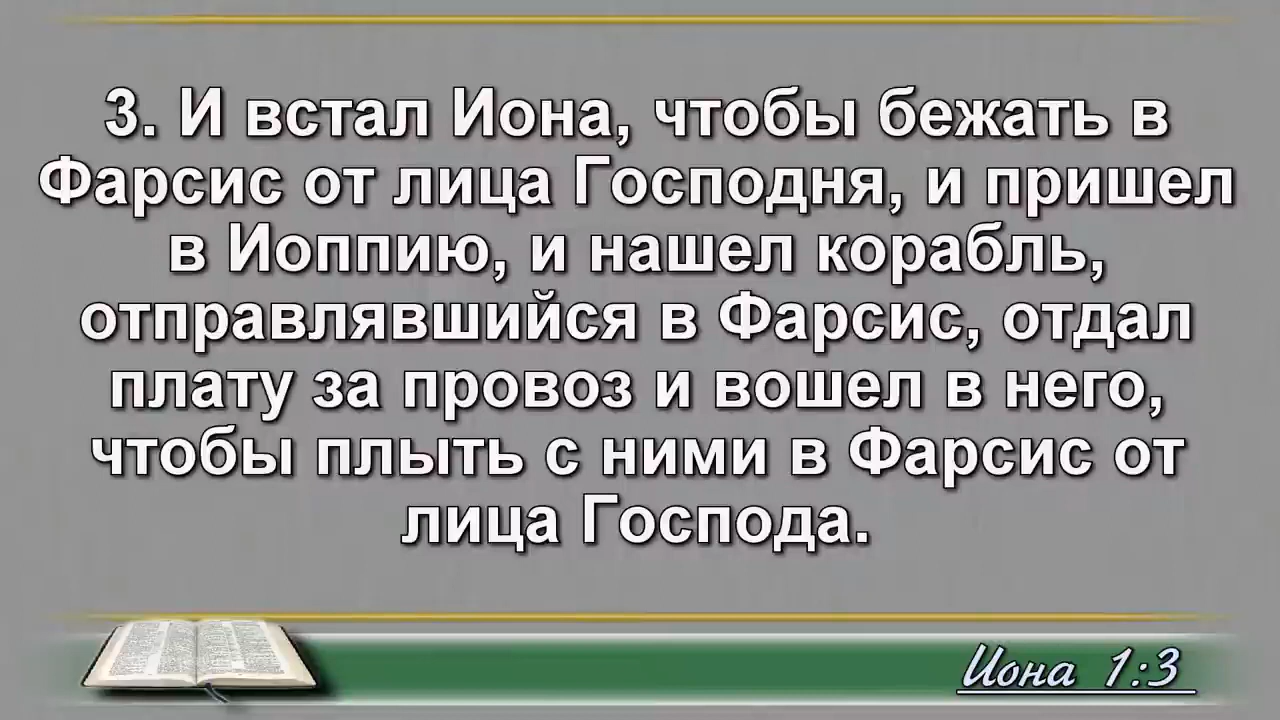 3. И встал Иона, чтобы бежать в
Фарсис от лица Господня, и пришел
в Иоппию, и нашел корабль,
отправлявшийся в Фарсис, отдал
плату за провоз и вошел в него,
чтобы плыть с ними в Фарсис от
лица Господа.
Иона 1:3